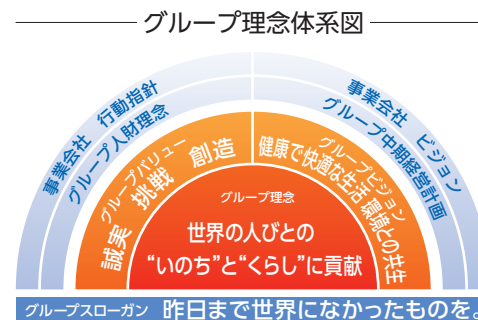 グループ理念体系図
事業会社 行動指針
グループ人財理念
事業会社 ビジョン
グループ中期経営計画
グループバリュー
誠実 挑戦 創造
グループビジョン
健康で快適な生活 環境との共生
グループ理念
世界の人びとの
“いのち”と“くらし”に貢献
グループスローガン 昨日まで世界になかったものを。